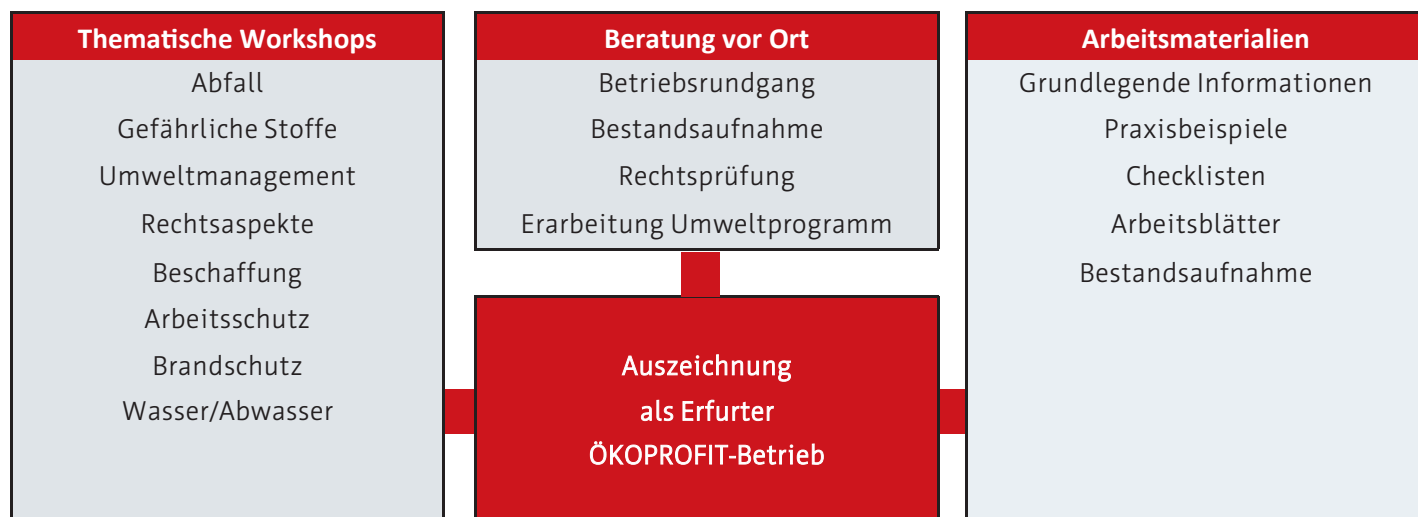 Thematische Workshops
Abfall
Gefährliche Stoffe
Umweltmanagement
Rechtsaspekte
Beschaffung
Arbeitsschutz
Brandschutz
Wasser/Abwasser
Beratung vor Ort
Betriebsrundgang
Bestandsaufnahme
Rechtsprüfung
Erarbeitung Umweltprogramm
Auszeichnung
als Erfurter
ÖKOPROFIT-Betrieb
Arbeitsmaterialien
Grundlegende Informationen
Praxisbeispiele
Checklisten
Arbeitsblätter
Bestandsaufnahme